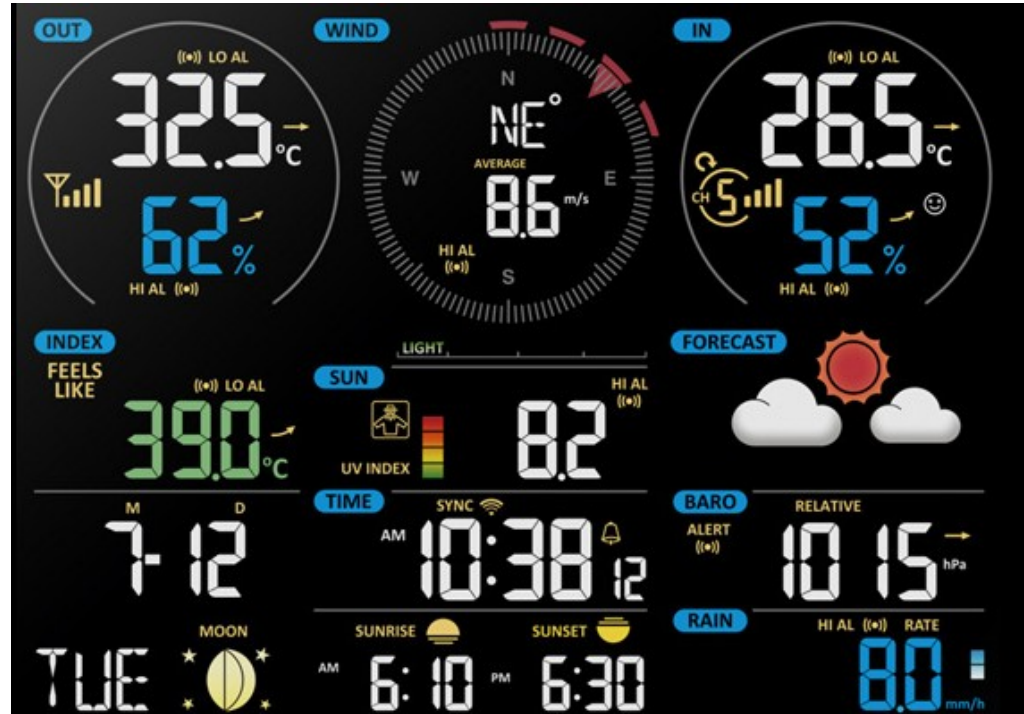 OUT
LO AL
32.5 °C
62 %
HI AL
WIND
N
NE°
AVERAGE
W
E
8.6 m/s
HI AL
S
IN
LO AL
26.5 °C
CH 5
52 %
HI AL
INDEX
FEELS
LIKE
LO AL
39.0 °C
LIGHT
SUN
HI AL
UV INDEX
8.2
FORECAST
M D
7-12
TIME
SYNC
AM 10:38 12
BARO
RELATIVE
ALERT
1015 hPa
TUE
MOON
SUNRISE
AM 6:10
SUNSET
PM 6:30
RAIN
HI AL RATE
8.0 mm/h